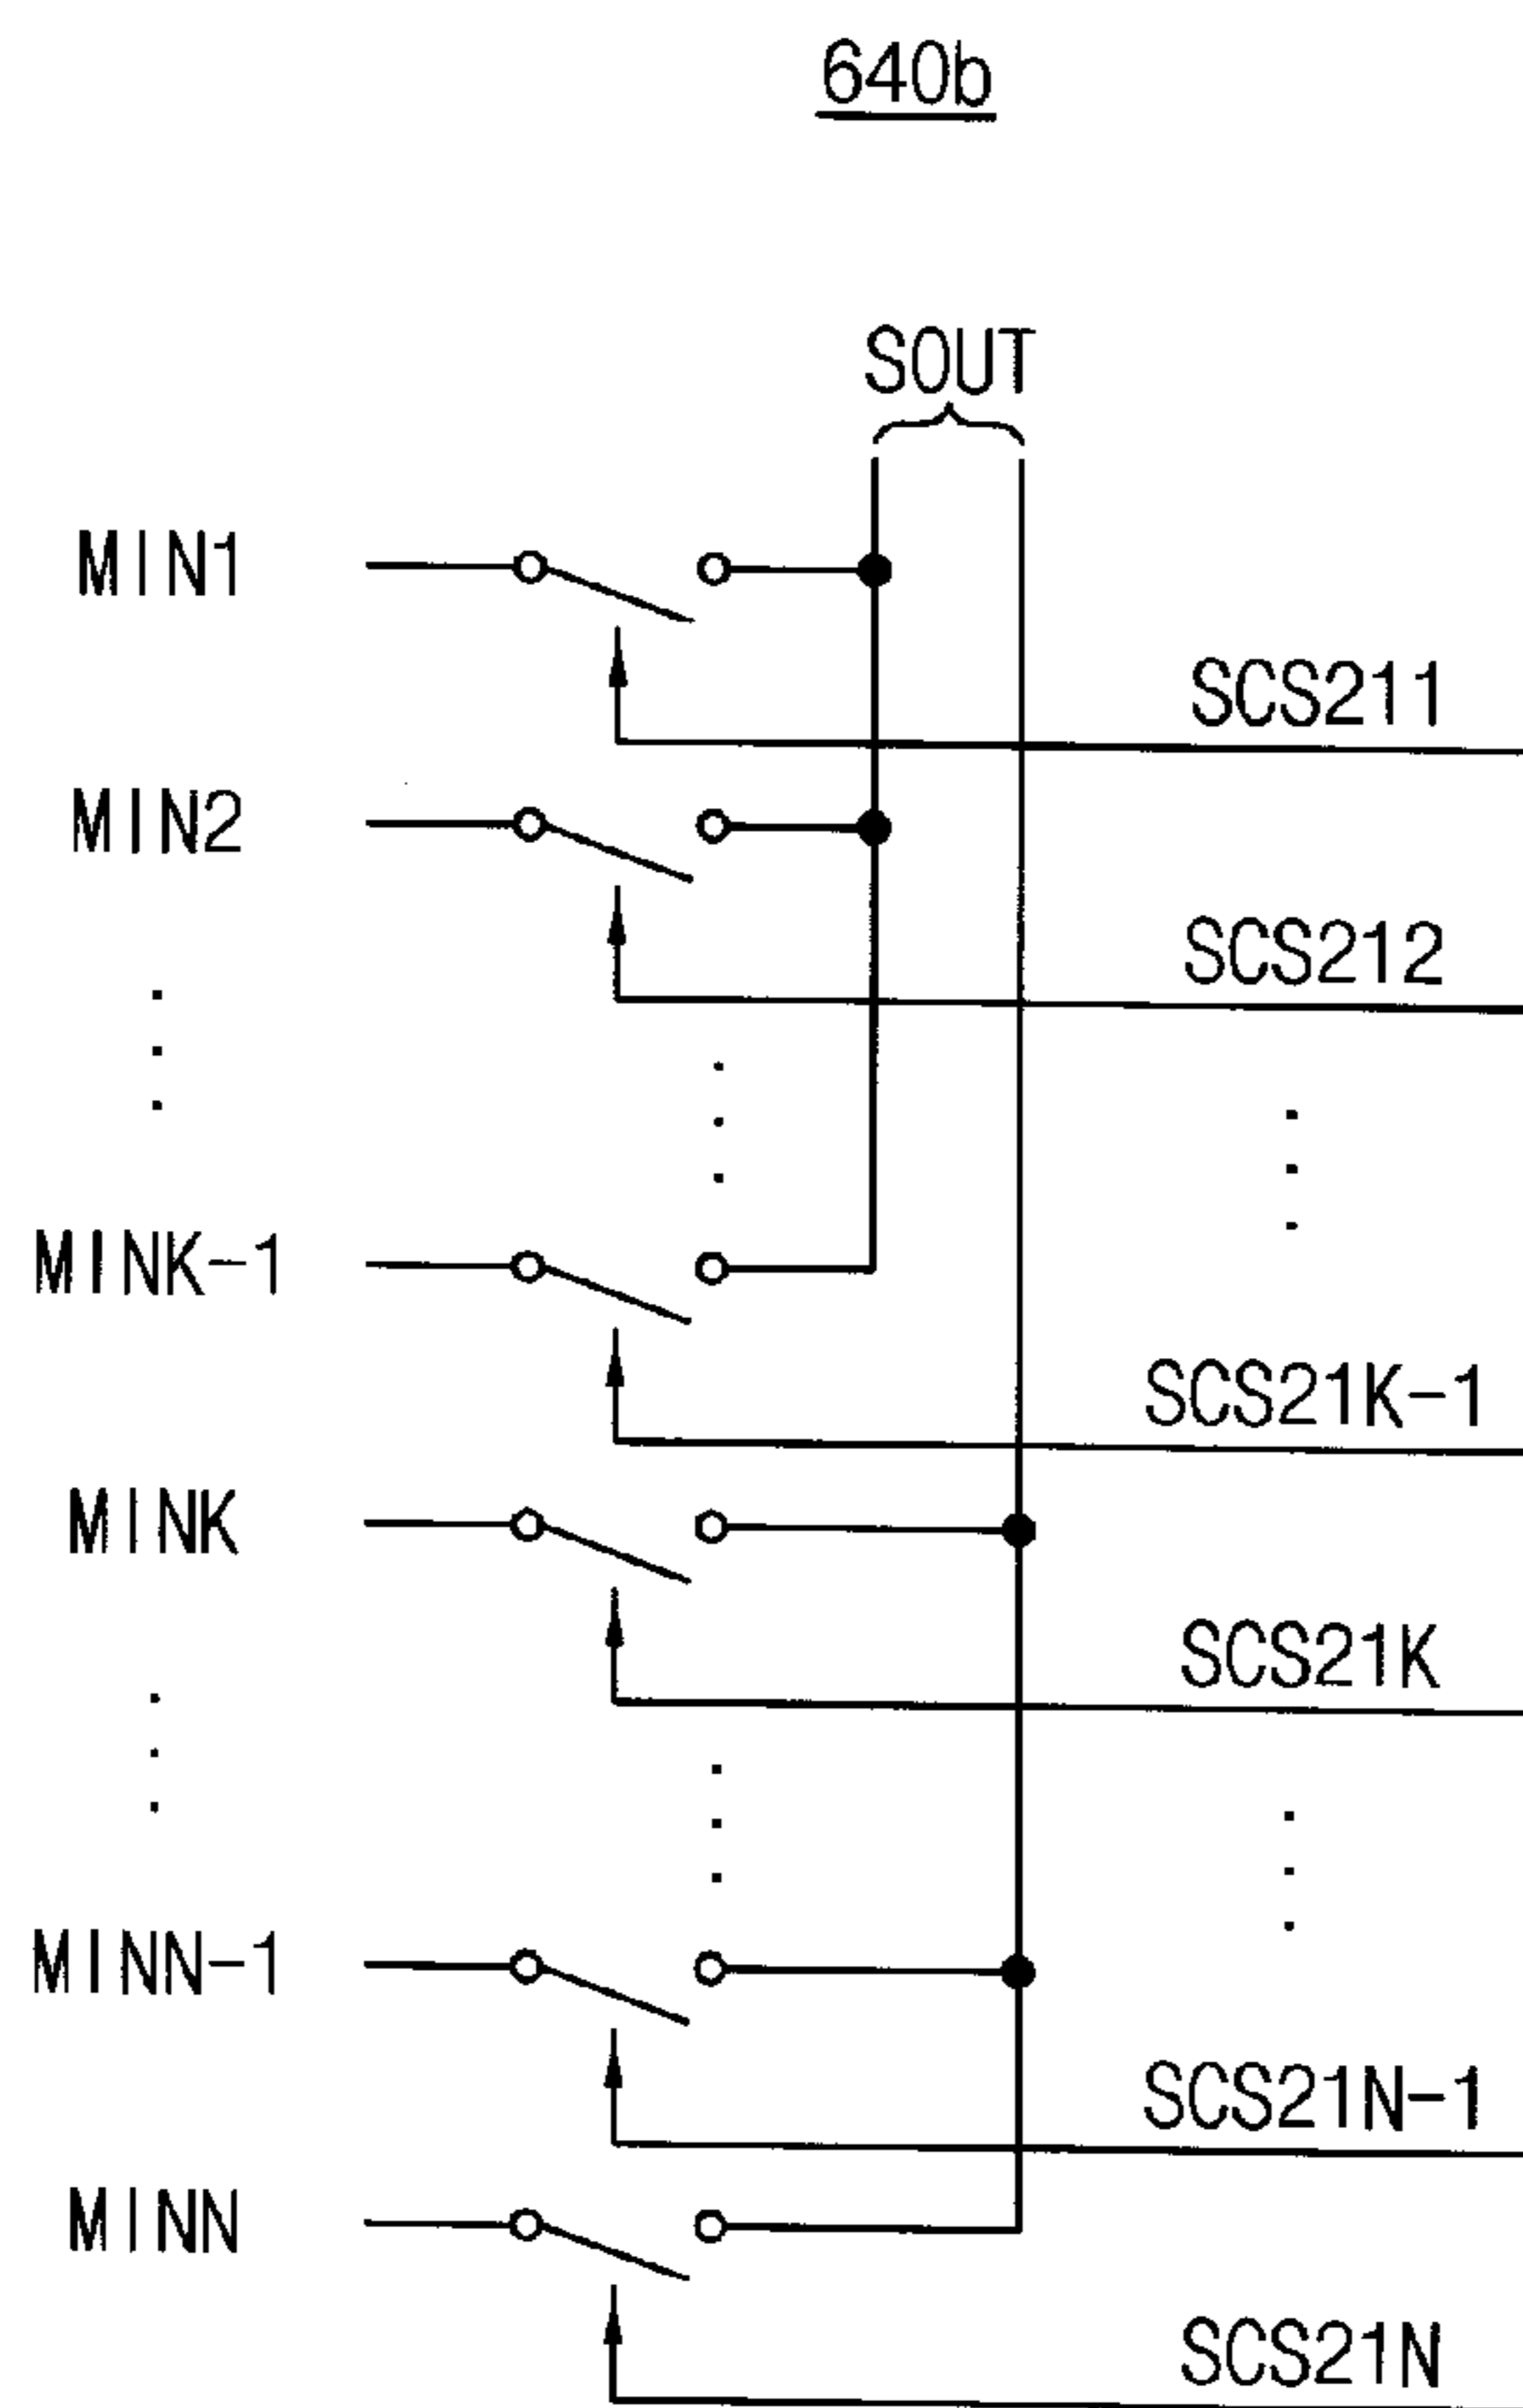 640b
SOUT
MIN1
SCS211
MIN2
SCS212
MINK-1
SCS21K-1
MINK
SCS21K
MINN-1
SCS21N-1
MINN
SCS21N